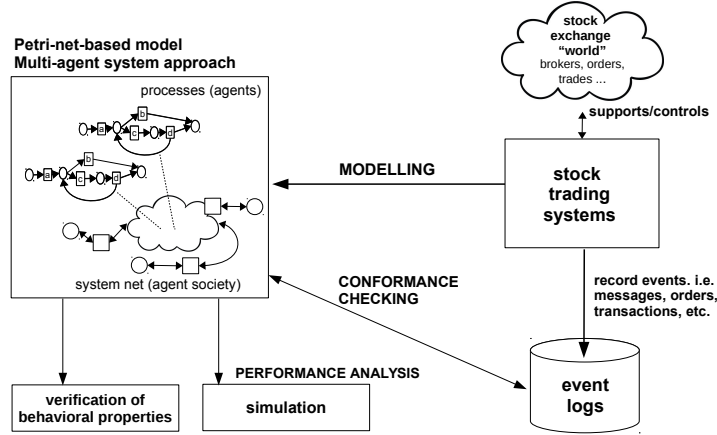 Petri-net-based model
Multi-agent system approach
processes (agents)
b
a
c
d
b
a
c
d
system net (agent society)
stock
exchange
“world”
brokers, orders,
trades ...
supports/controls
MODELLING
stock
trading
systems
CONFORMANCE
CHECKING
record events. i.e.
messages, orders,
transactions, etc.
PERFORMANCE ANALYSIS
verification of
behavioral properties
simulation
event
logs